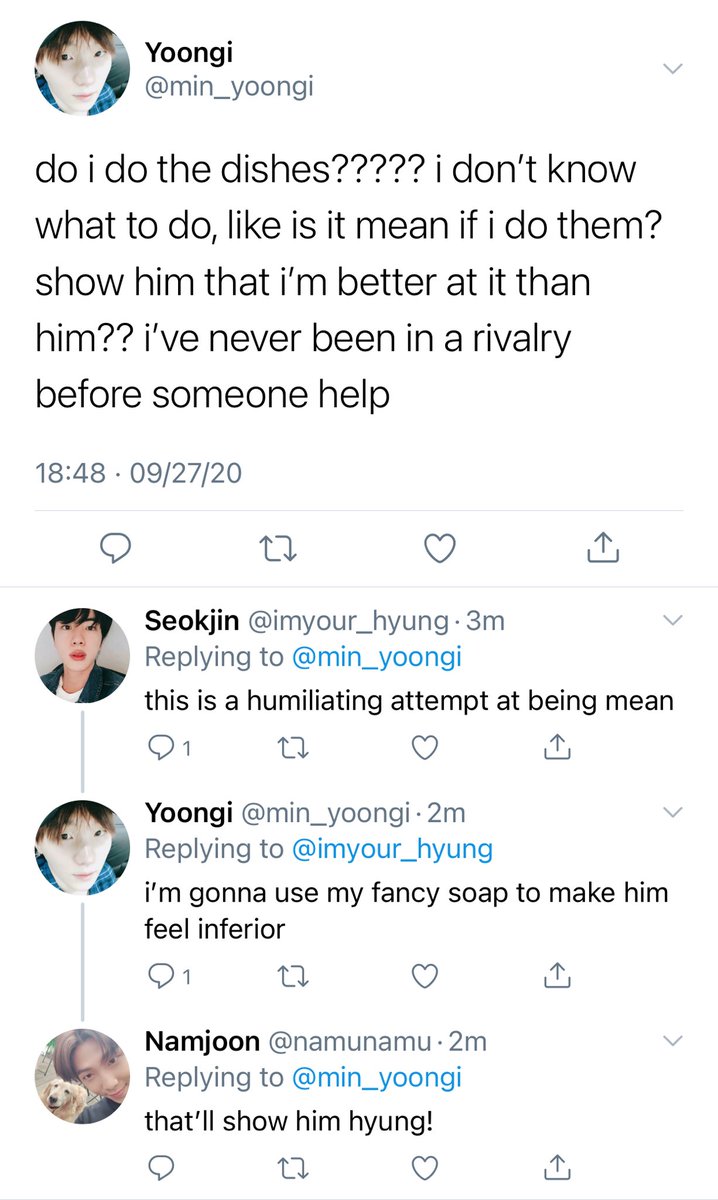 Yoongi
@min_yoongi
do i do the dishes????? i don’t know
what to do, like is it mean if i do them?
show him that i’m better at it than
him?? i’ve never been in a rivalry
before someone help
18:48 · 09/27/20
Seokjin @imyour_hyung · 3m
Replying to @min_yoongi
this is a humiliating attempt at being mean
1
Yoongi @min_yoongi · 2m
Replying to @imyour_hyung
i’m gonna use my fancy soap to make him
feel inferior
1
Namjoon @namunamu · 2m
Replying to @min_yoongi
that’ll show him hyung!